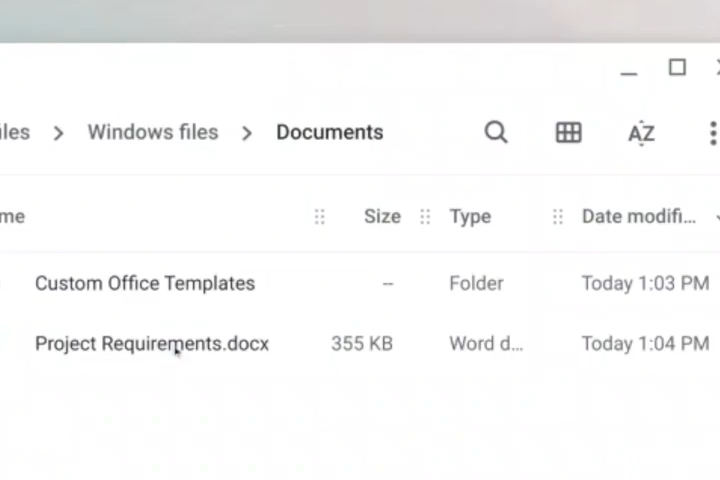 iles > Windows files > Documents
AZ
me Size Type Date modifi...
Custom Office Templates -- Folder Today 1:03 PM
Project Requirements.docx 355 KB Word d... Today 1:04 PM